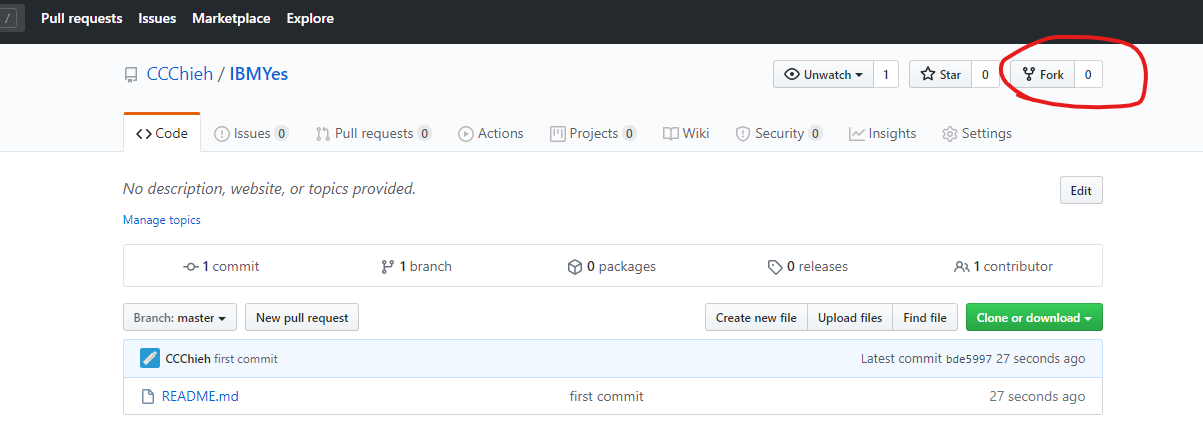 / Pull requests Issues Marketplace Explore
CCChieh / IBMYes Unwatch 1 Star 0 Fork 0
Code Issues 0 Pull requests 0 Actions Projects 0 Wiki Security 0 Insights Settings
No description, website, or topics provided. Edit
Manage topics
1 commit 1 branch 0 packages 0 releases 1 contributor
Branch: master New pull request Create new file Upload files Find file Clone or download
CCChieh first commit Latest commit bde5997 27 seconds ago
README.md first commit 27 seconds ago